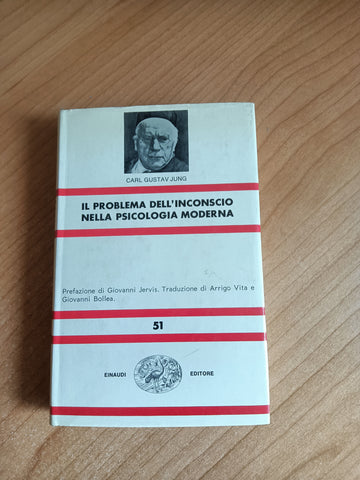 CARL GUSTAV JUNG
IL PROBLEMA DELL'INCONSCIO
NELLA PSICOLOGIA MODERNA
Prefazione di Giovanni Jervis. Traduzione di Arrigo Vita e
Giovanni Bollea.
51
EINAUDI EDITORE